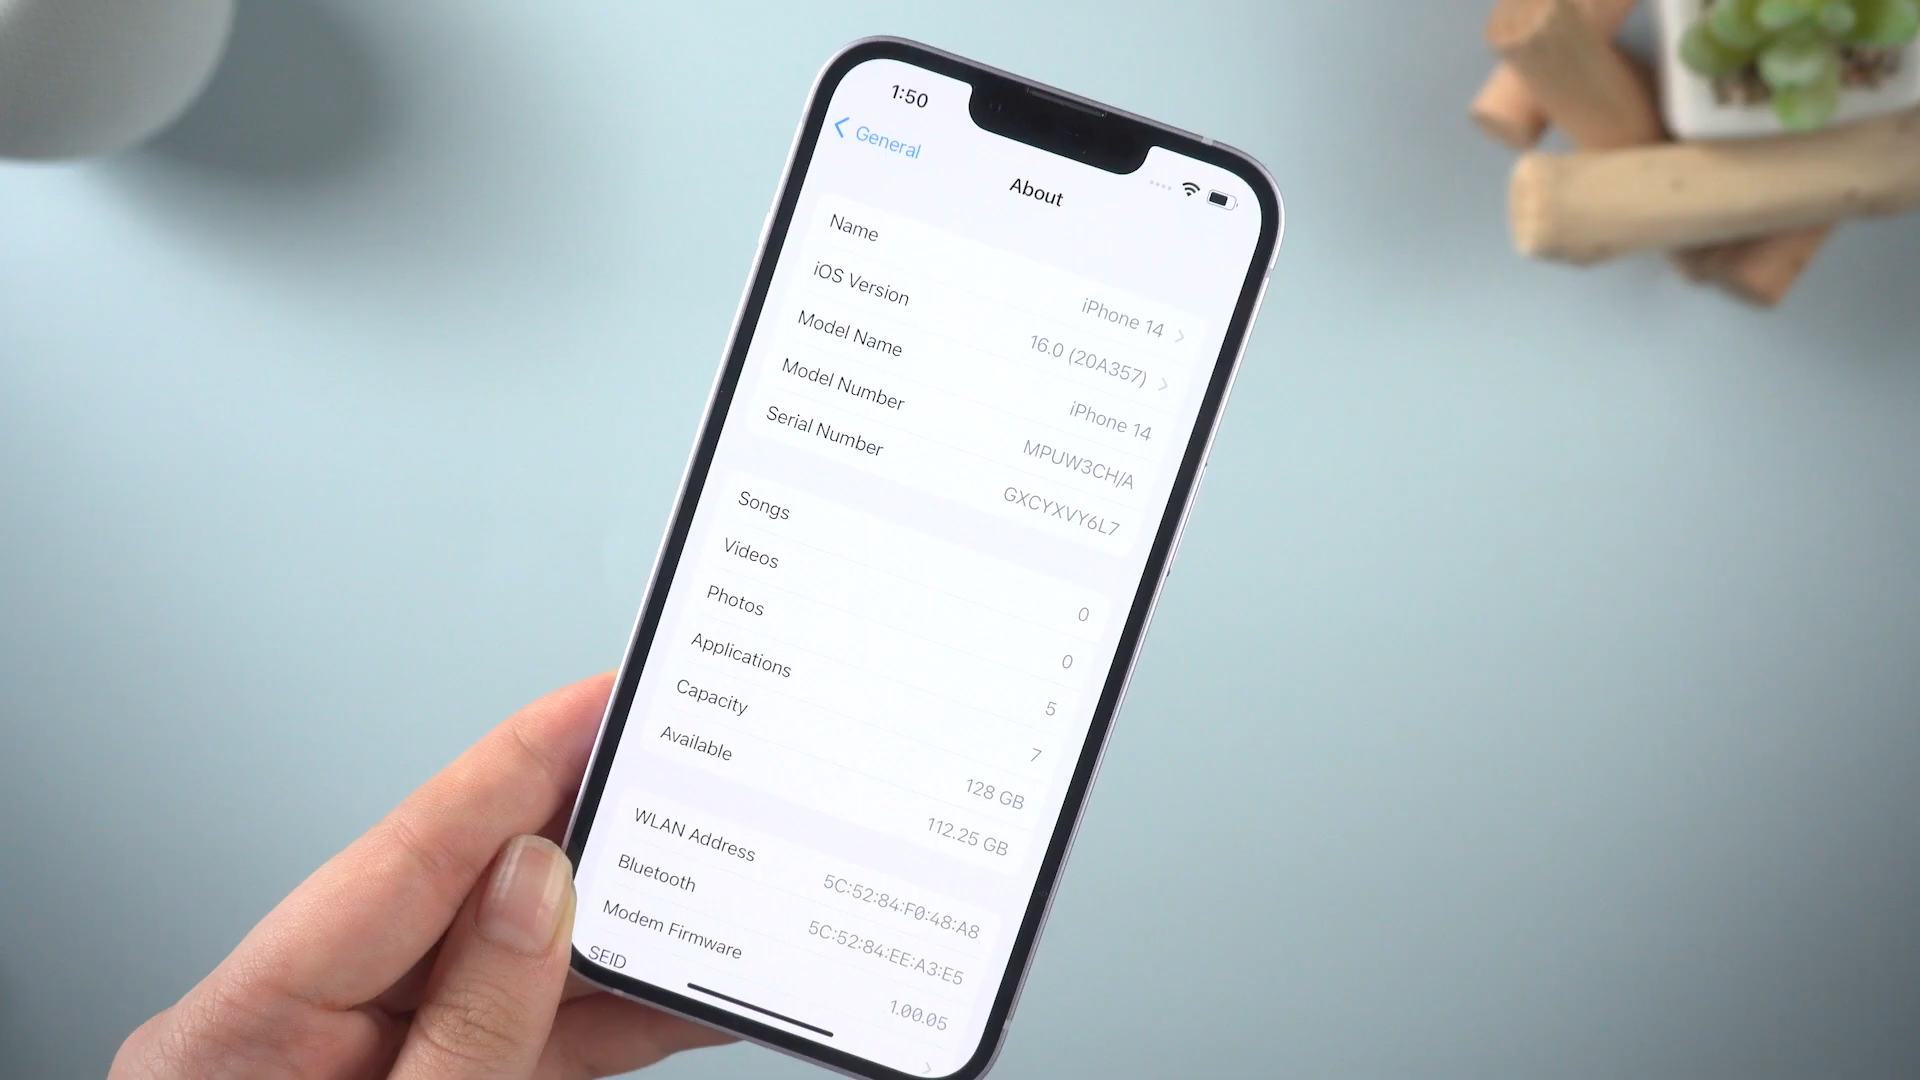 1:50
General
About
Name
iPhone 14
iOS Version
16.0 (20A357)
Model Name
iPhone 14
Model Number
MPUW3CH/A
Serial Number
GXCYXVY6L7
Songs
0
Videos
0
Photos
5
Applications
7
Capacity
128 GB
Available
112.25 GB
WLAN Address
5C:52:84:F0:48:A8
Bluetooth
5C:52:84:EE:A3:E5
Modem Firmware
1.00.05
SEID